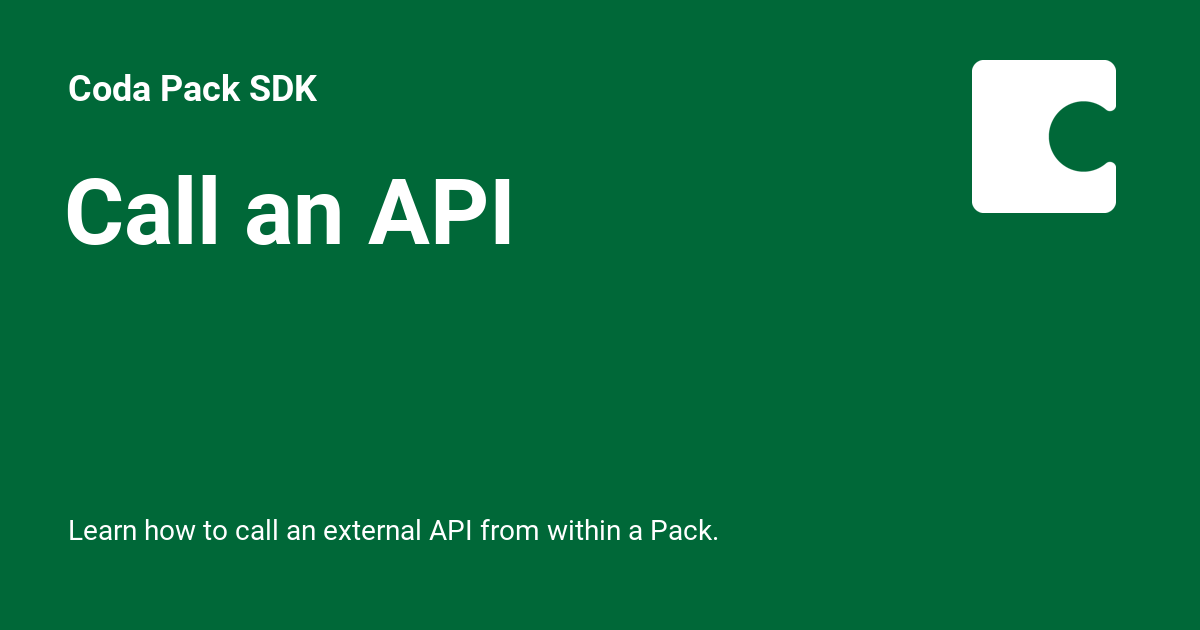 Coda Pack SDK
Call an API
Learn how to call an external API from within a Pack.